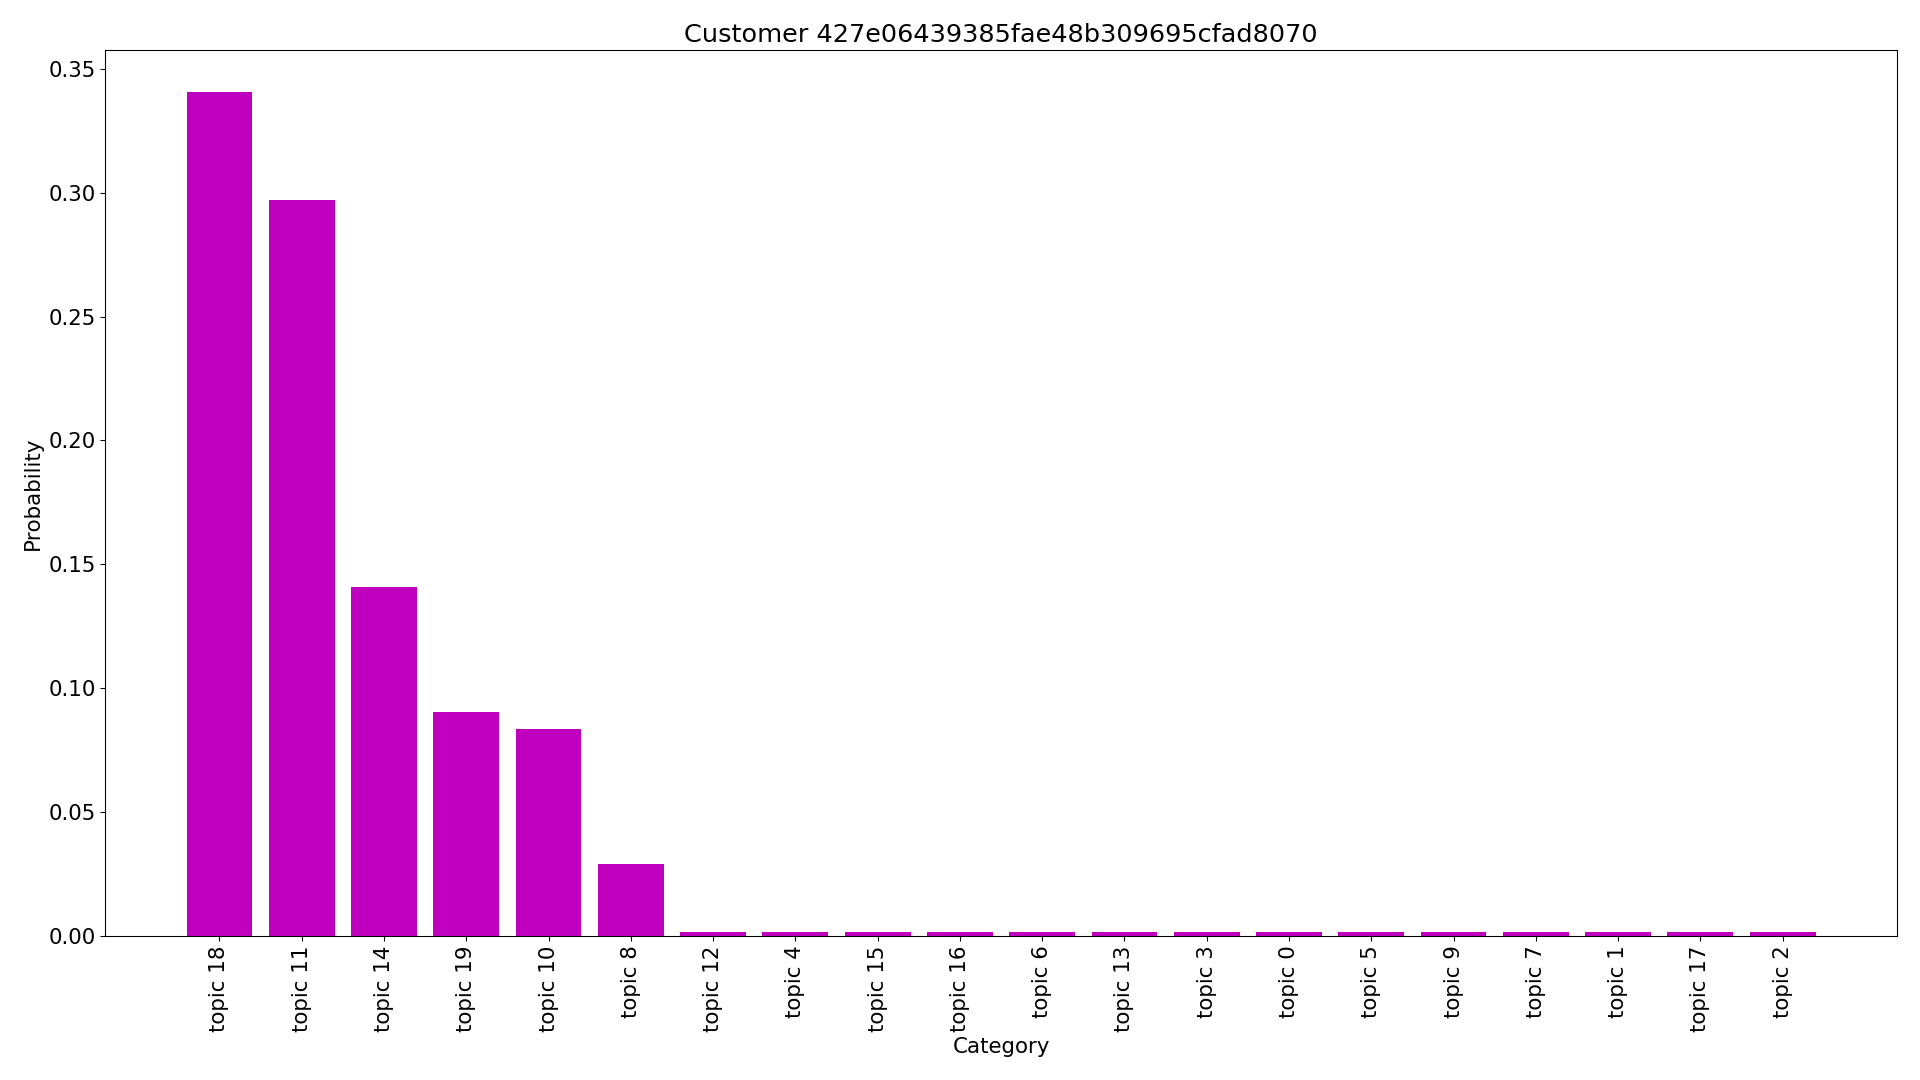 Customer 427e06439385fae48b309695cfad8070
0.35
0.30
0.25
0.20
0.15
0.10
0.05
0.00
Probability
topic 18
topic 11
topic 14
topic 19
topic 10
topic 8
topic 12
topic 4
topic 15
topic 16
topic 6
topic 13
topic 3
topic 0
topic 5
topic 9
topic 7
topic 1
topic 17
topic 2
Category